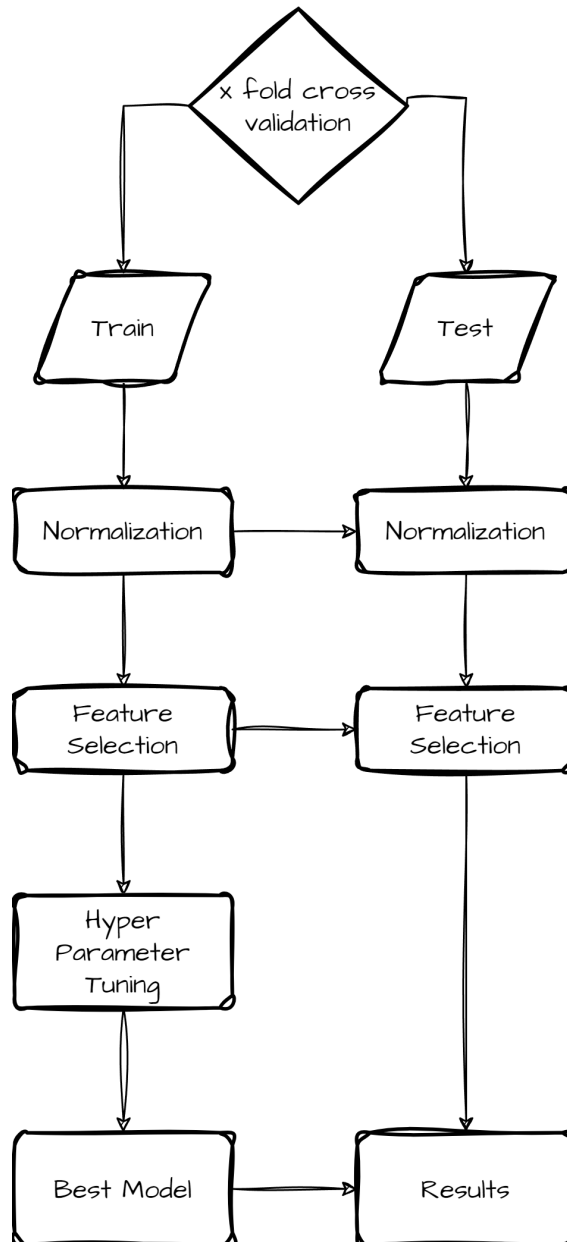 x fold cross
validation
Train
Test
Normalization
Normalization
Feature
Selection
Feature
Selection
Hyper
Parameter
Tuning
Best Model
Results